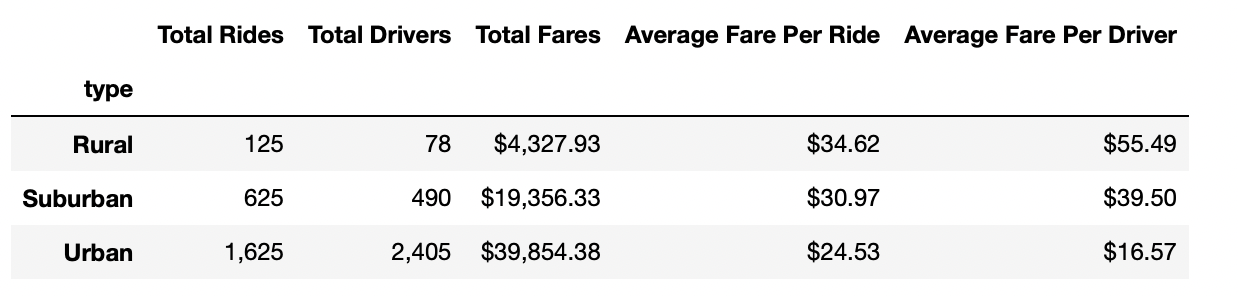 Total Rides Total Drivers Total Fares Average Fare Per Ride Average Fare Per Driver
type
Rural 125 78 $4,327.93 $34.62 $55.49
Suburban 625 490 $19,356.33 $30.97 $39.50
Urban 1,625 2,405 $39,854.38 $24.53 $16.57